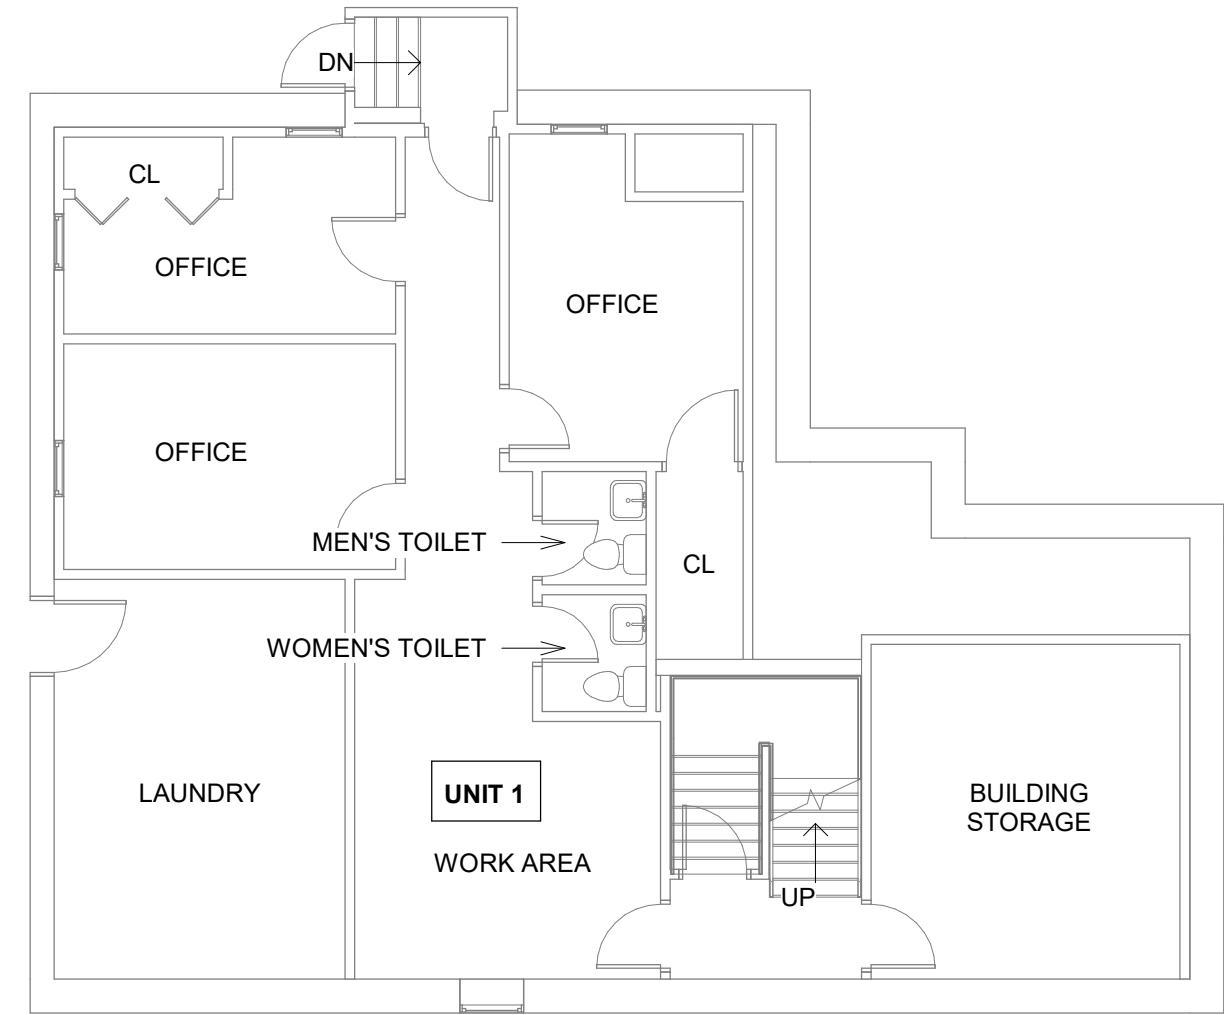 DN
CL
OFFICE
OFFICE
OFFICE
MEN'S TOILET
CL
WOMEN'S TOILET
LAUNDRY
UNIT 1
WORK AREA
BUILDING
STORAGE
UP